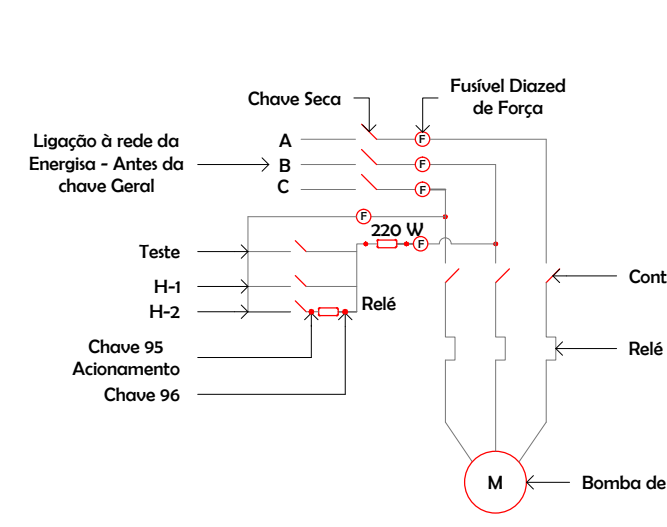 Fusível Diazed
de Força
Chave Seca
Ligação à rede da
Energisa - Antes da
chave Geral
A
B
C
F
F
F
F
220 W
F
Teste
H-1
H-2
Relé
Cont
Chave 95
Acionamento
Chave 96
Relé
M
Bomba de